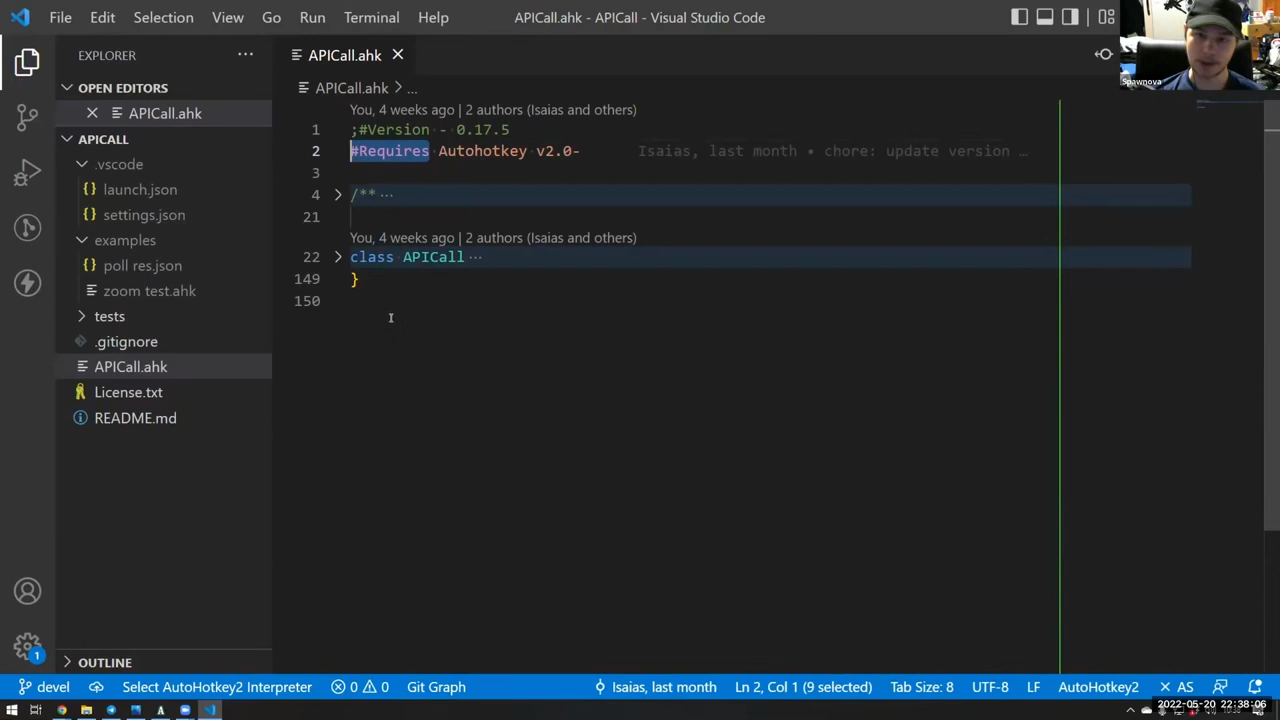 File Edit Selection View Go Run Terminal Help
APICall.ahk - APICall - Visual Studio Code
Spawnova
EXPLORER
OPEN EDITORS
APICall.ahk
APICALL
.vscode
launch.json
settings.json
examples
poll res.json
zoom test.ahk
tests
.gitignore
APICall.ahk
License.txt
README.md
OUTLINE
APICall.ahk
APICall.ahk > ...
You, 4 weeks ago | 2 authors (Isaias and others)
1 ;#Version - 0.17.5
2 #Requires Autohotkey v2.0- Isaias, last month • chore: update version …
3
4 /** ···
21
You, 4 weeks ago | 2 authors (Isaias and others)
22 class APICall ···
149 }
150
1
devel Select AutoHotkey2 Interpreter 0 0 Git Graph Isaias, last month Ln 2, Col 1 (9 selected) Tab Size: 8 UTF-8 LF AutoHotkey2 AS
2022-05-20 22:38:06